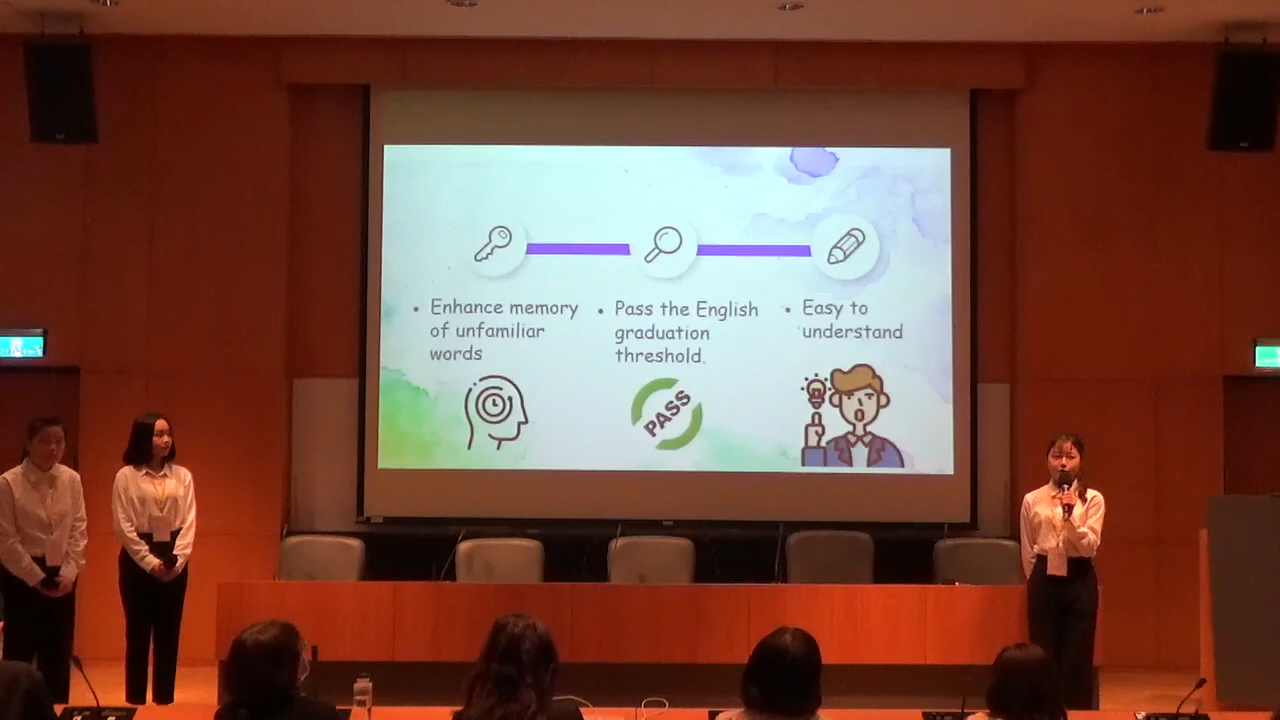 • Enhance memory
of unfamiliar
words
• Pass the English
graduation
threshold.
• Easy to
understand
PASS